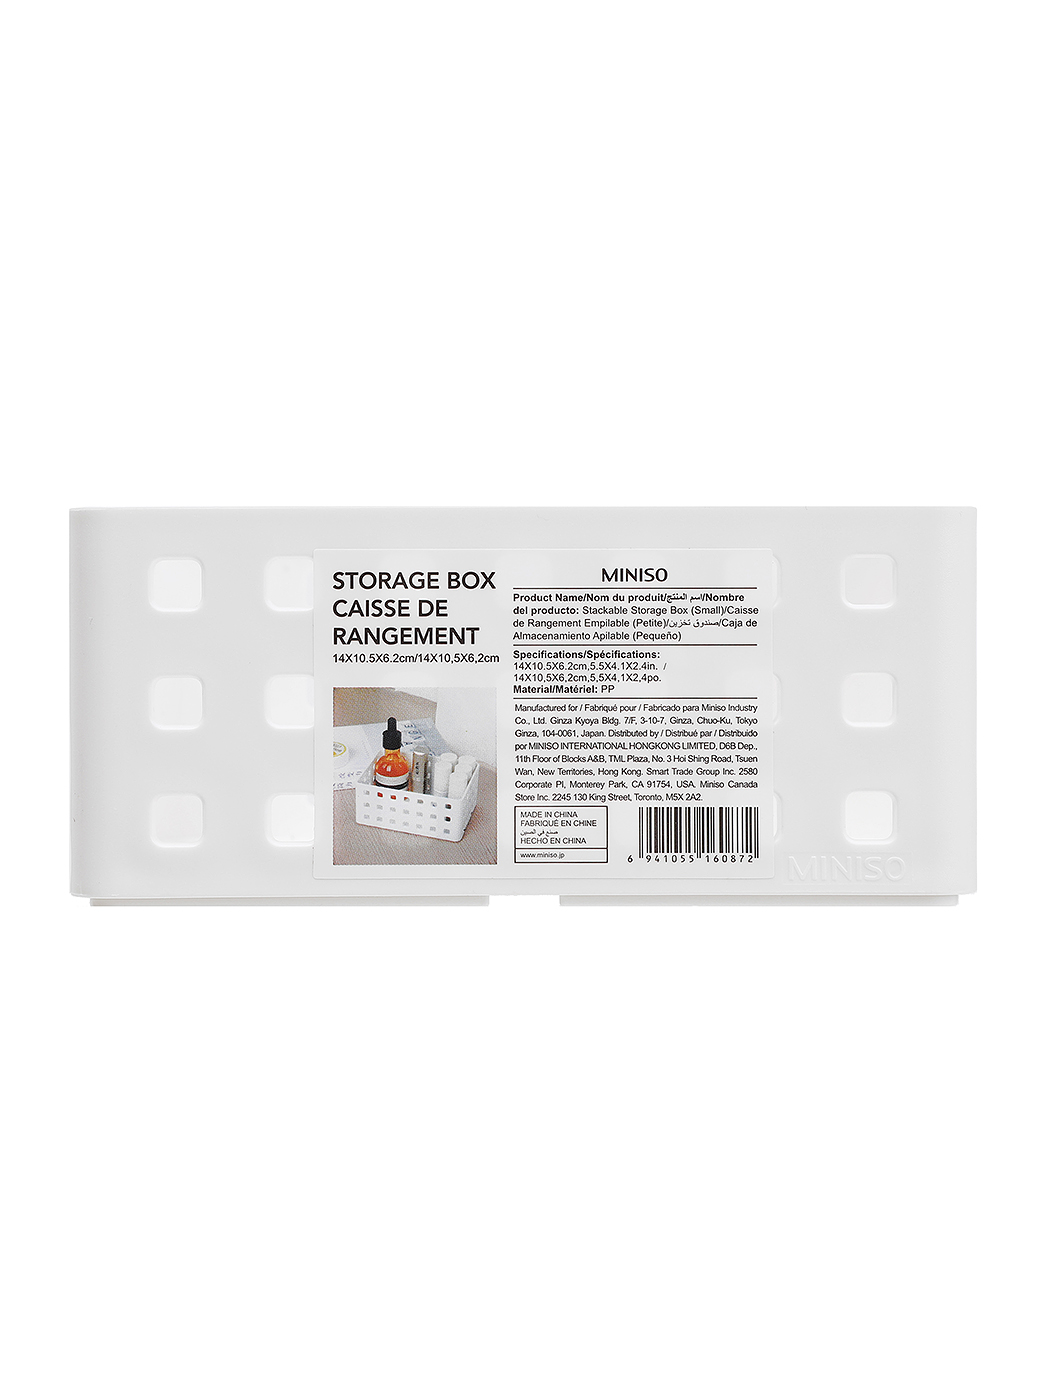 STORAGE BOX
CAISSE DE
RANGEMENT
14X10.5X6.2cm/14X10,5X6,2cm
MINISO
Product Name/Nom du produit/اسم المنتج/Nombre
del producto: Stackable Storage Box (Small)/Caisse
de Rangement Empilable (Petite)/صندوق تخزين/Caja de
Almacenamiento Apilable (Pequeño)
Specifications/Spécifications:
14X10.5X6.2cm,5.5X4.1X2.4in. /
14X10,5X6,2cm,5,5X4,1X2,4po.
Material/Matériel: PP
Manufactured for / Fabriqué pour / Fabricado para Miniso Industry
Co., Ltd. Ginza Kyoya Bldg. 7/F, 3-10-7, Ginza, Chuo-Ku, Tokyo
Ginza, 104-0061, Japan. Distributed by / Distribué par / Distribuido
por MINISO INTERNATIONAL HONGKONG LIMITED, D6B Dep.,
11th Floor of Blocks A&B, TML Plaza, No. 3 Hoi Shing Road, Tsuen
Wan, New Territories, Hong Kong. Smart Trade Group Inc. 2580
Corporate Pl, Monterey Park, CA 91754, USA. Miniso Canada
Store Inc. 2245 130 King Street, Toronto, M5X 2A2.
MADE IN CHINA
FABRIQUÉ EN CHINE
صنع في الصين
HECHO EN CHINA
www.miniso.jp
6 941055 160872
MINISO